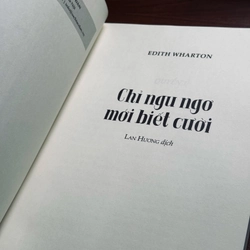 EDITH WHARTON
Chỉ ngu ngơ
mới biết cười
LAN HƯƠNG dịch